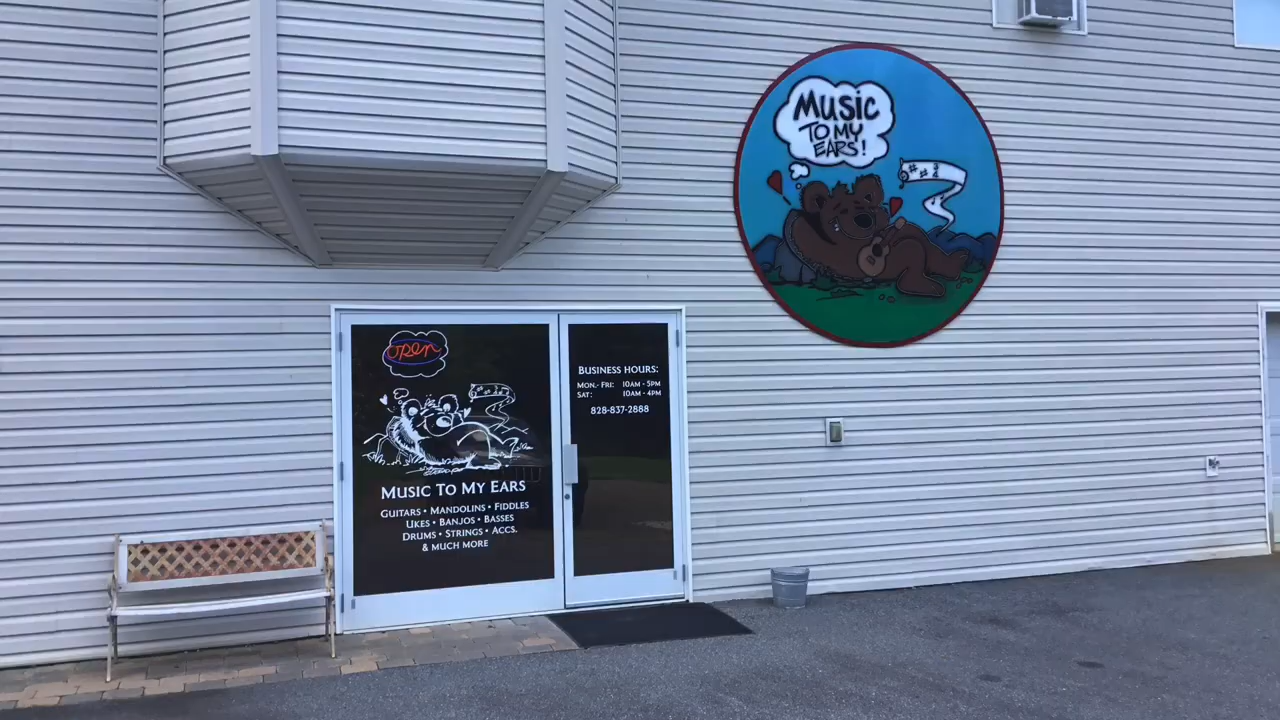 Music
TO MY
EARS!
open
MUSIC TO MY EARS
GUITARS • MANDOLINS • FIDDLES
UKES • BANJOS • BASSES
DRUMS • STRINGS • ACCS.
& MUCH MORE
BUSINESS HOURS:
MON.- FRI: 10AM - 5PM
SAT: 10AM - 4PM
828-837-2888